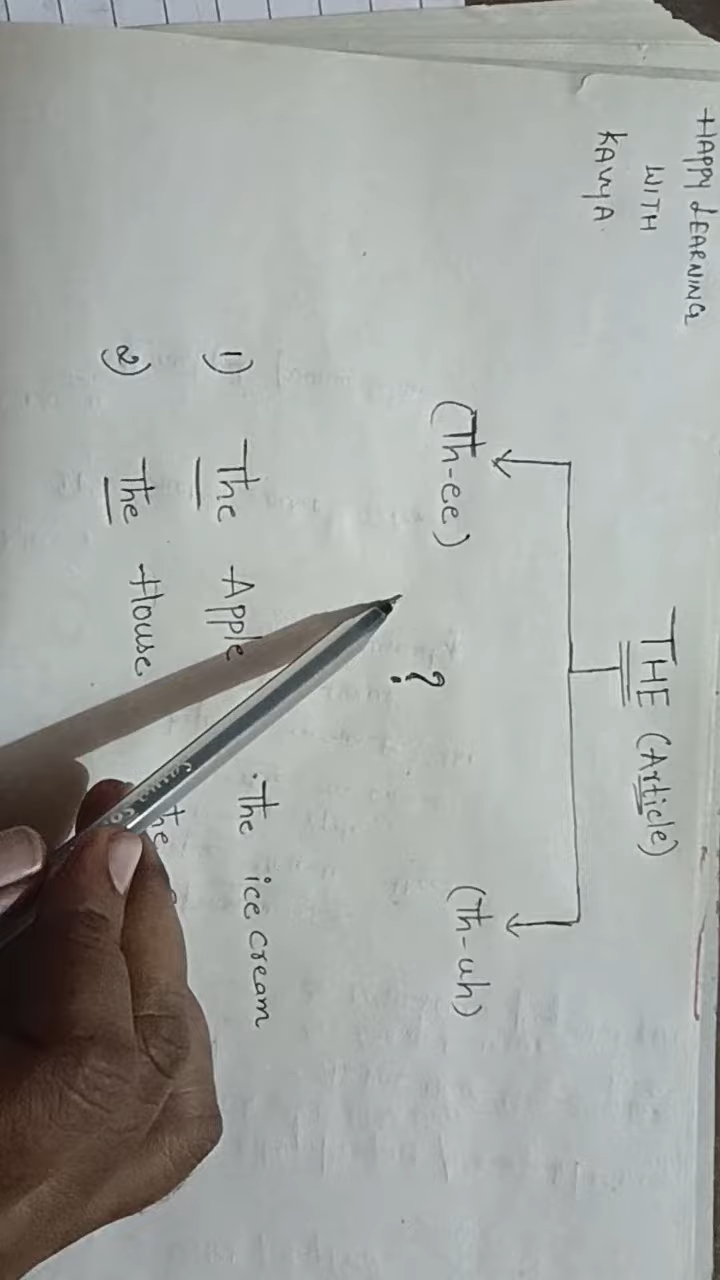 HAPPY LEARNING
WITH
KAVYA.
THE (Article)
(Th-ee)
(Th-uh)
?
1) The Apple
.The ice cream
2) The House
the